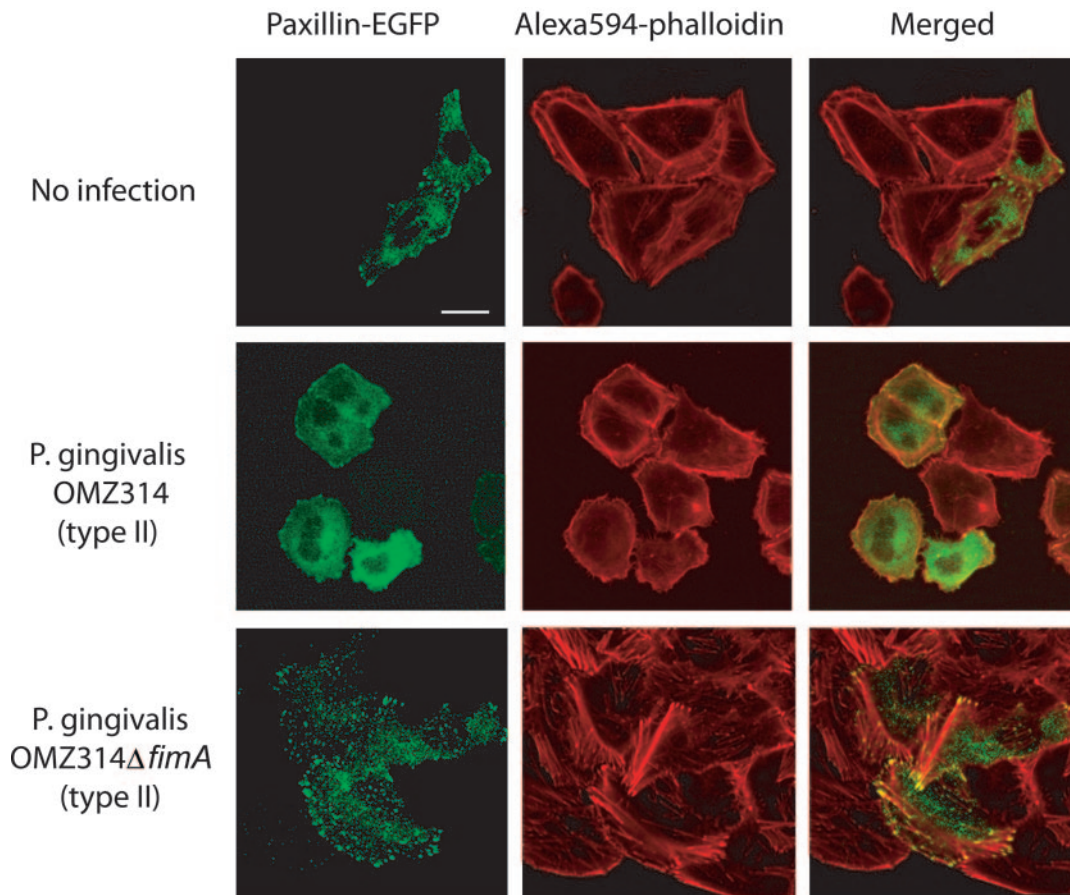 Paxillin-EGFP Alexa594-phalloidin Merged
No infection
P. gingivalis
OMZ314
(type II)
P. gingivalis
OMZ314ΔfimA
(type II)